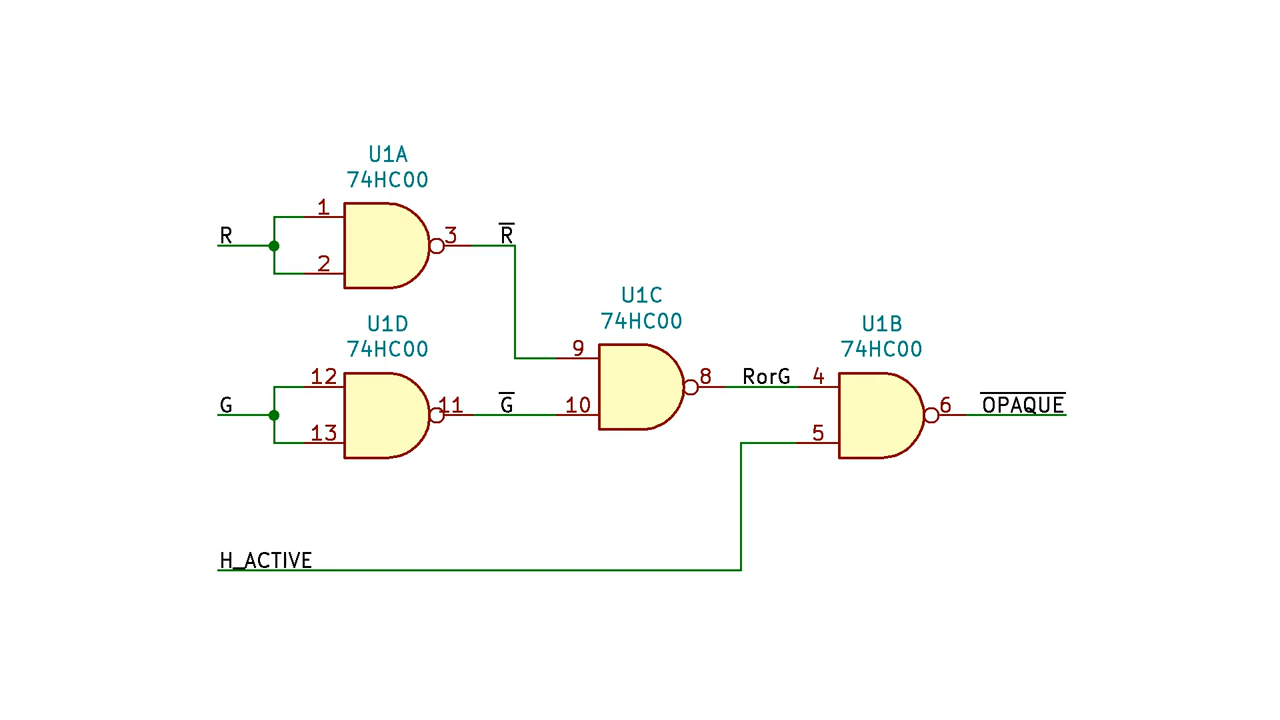 U1A
74HC00
1
R
2
3
R̅
U1D
74HC00
12
G
13
11
G̅
U1C
74HC00
9
10
8
RorG
U1B
74HC00
4
5
6
O̅P̅A̅Q̅U̅E̅
H_ACTIVE